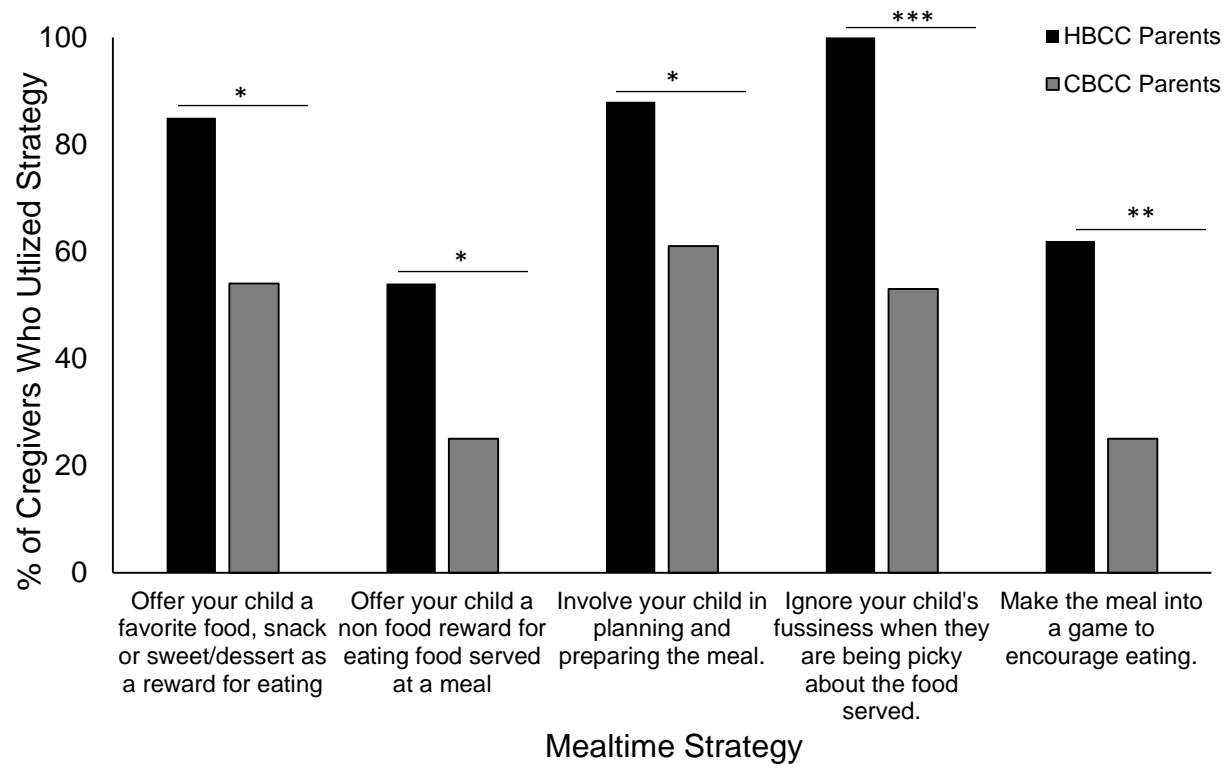 % of Cregivers Who Utlized Strategy
100
80
60
40
20
0
*
*
*
***
**
HBCC Parents
CBCC Parents
Offer your child a
favorite food, snack
or sweet/dessert as
a reward for eating
Offer your child a
non food reward for
eating food served
at a meal
Involve your child in
planning and
preparing the meal.
Ignore your child's
fussiness when they
are being picky
about the food
served.
Make the meal into
a game to
encourage eating.
Mealtime Strategy